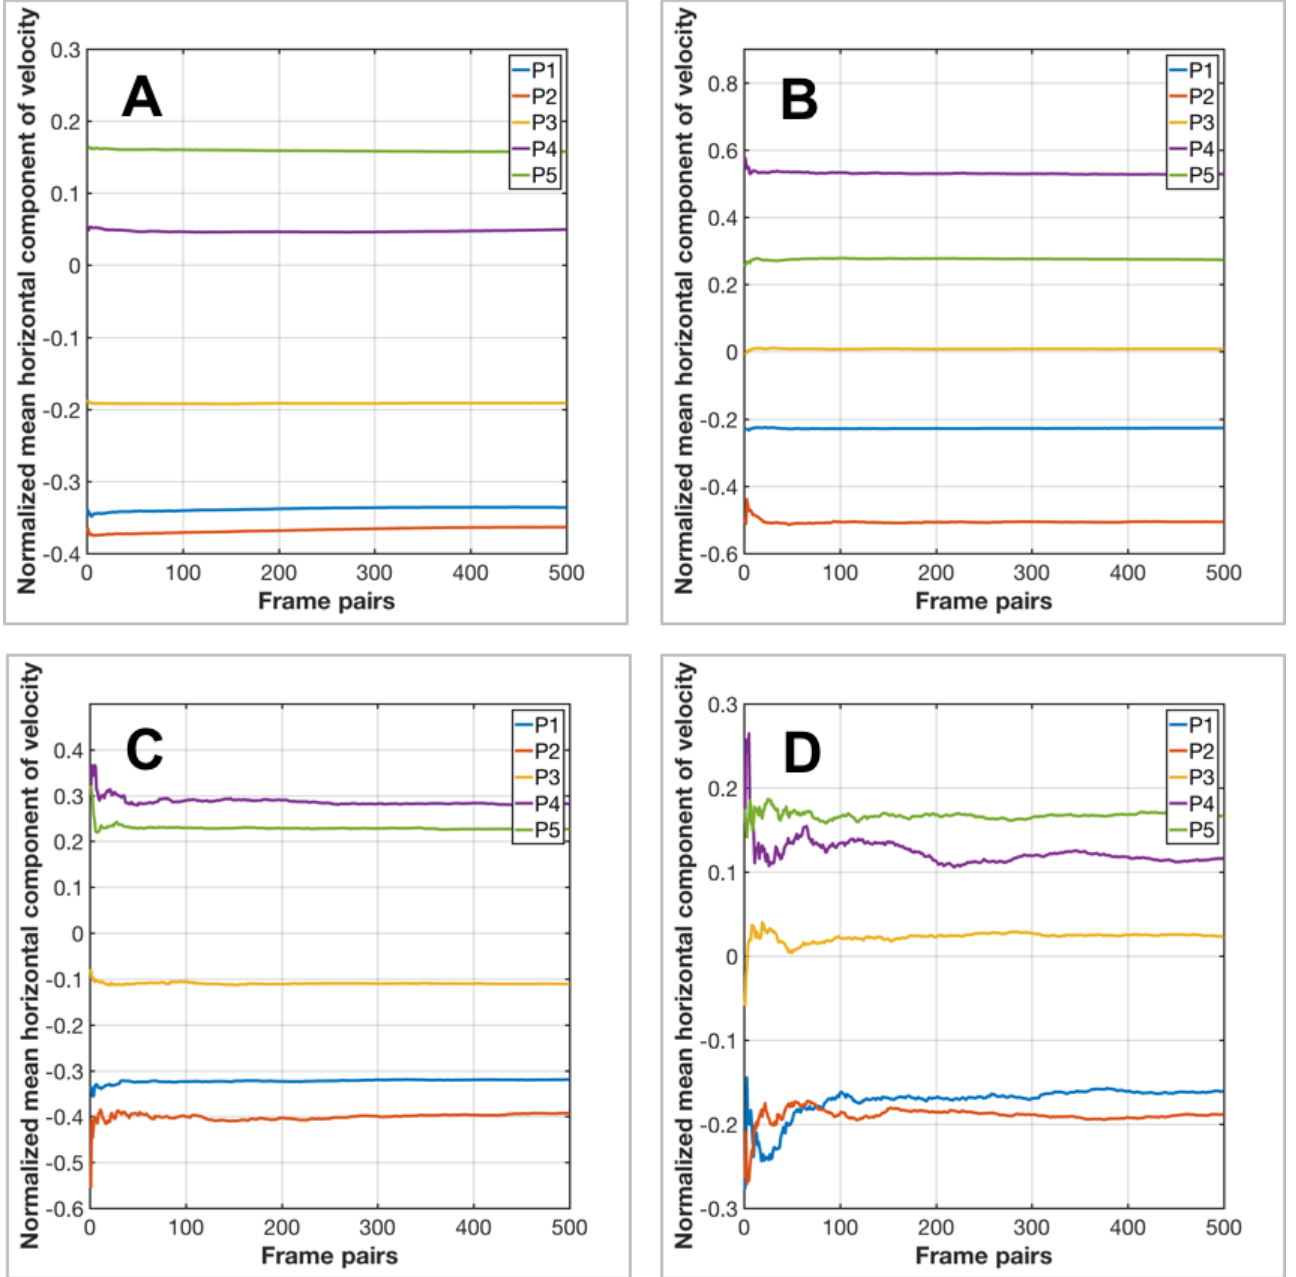 Normalized mean horizontal component of velocity
A
0.3
0.2
0.1
0
-0.1
-0.2
-0.3
-0.4
P1
P2
P3
P4
P5
0 100 200 300 400 500
Frame pairs
Normalized mean horizontal component of velocity
B
0.8
0.6
0.4
0.2
0
-0.2
-0.4
-0.6
P1
P2
P3
P4
P5
0 100 200 300 400 500
Frame pairs
Normalized mean horizontal component of velocity
C
0.4
0.3
0.2
0.1
0
-0.1
-0.2
-0.3
-0.4
-0.5
-0.6
P1
P2
P3
P4
P5
0 100 200 300 400 500
Frame pairs
Normalized mean horizontal component of velocity
D
0.3
0.2
0.1
0
-0.1
-0.2
-0.3
P1
P2
P3
P4
P5
0 100 200 300 400 500
Frame pairs